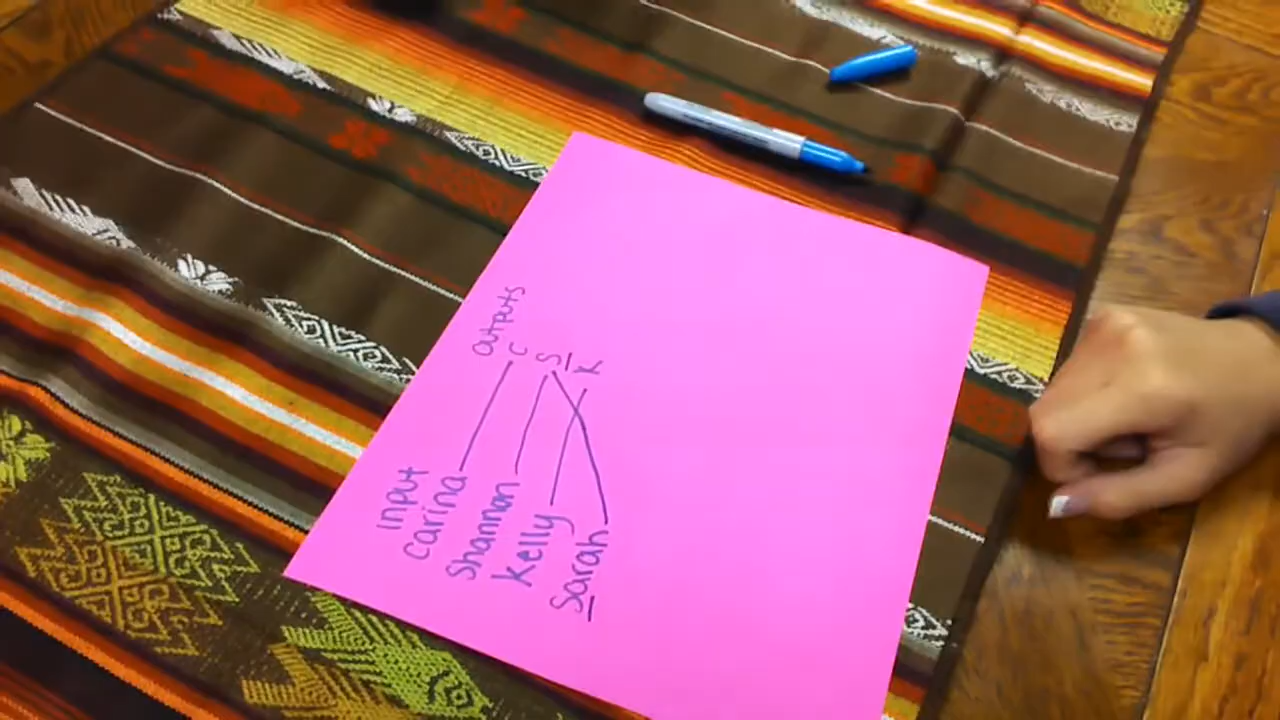 input outputs
Carina C
Shannon S
Kelly K
Sarah